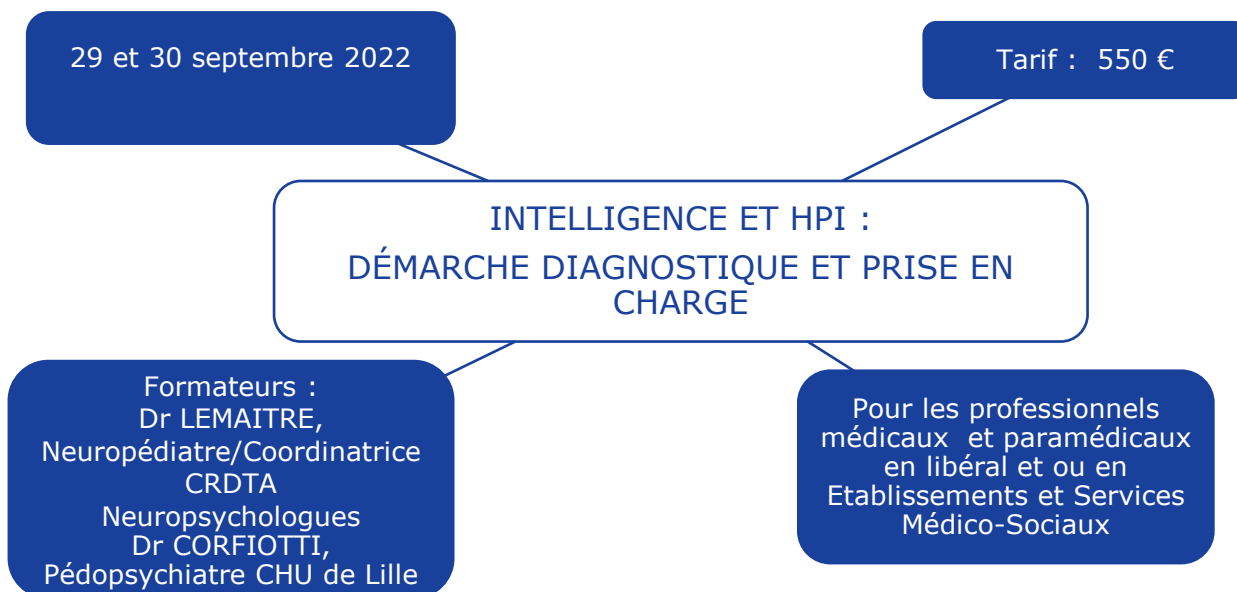 29 et 30 septembre 2022
Tarif : 550 €
INTELLIGENCE ET HPI :
DÉMARCHE DIAGNOSTIQUE ET PRISE EN
CHARGE
Formateurs :
Dr LEMAITRE,
Neuropédiatre/Coordinatrice
CRDTA
Neuropsychologues
Dr CORFIOTTI,
Pédopsychiatre CHU de Lille
Pour les professionnels
médicaux et paramédicaux
en libéral et ou en
Etablissements et Services
Médico-Sociaux